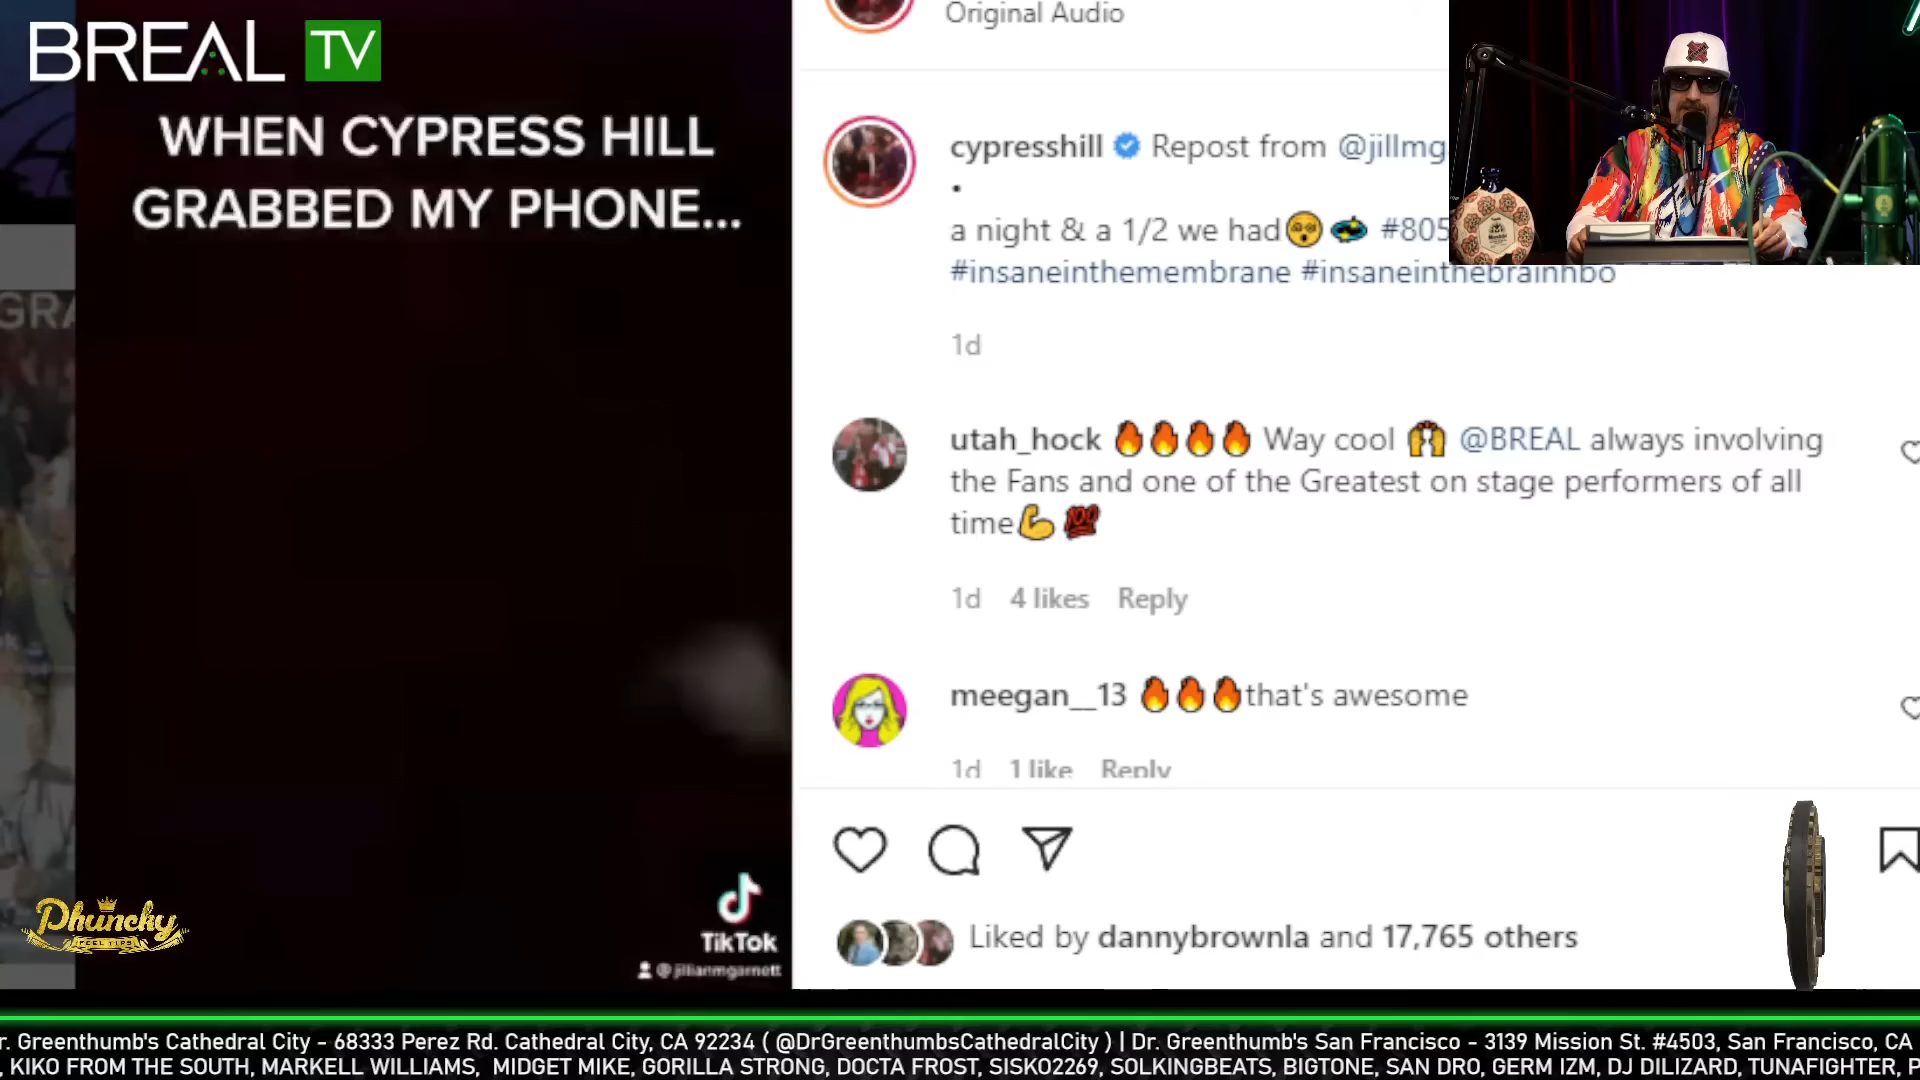 BREAL TV
WHEN CYPRESS HILL
GRABBED MY PHONE...
TikTok
@jillianmgarnett
Phuncky
FEEL TIPS
Original Audio
cypresshill Repost from @jillmg
•
a night & a 1/2 we had😵🪩 #805
#insaneinthemembrane #insaneinthebrainhbo
1d
utah_hock 🔥🔥🔥🔥 Way cool 🙌 @BREAL always involving
the Fans and one of the Greatest on stage performers of all
time💪💯
1d 4 likes Reply
meegan__13 🔥🔥🔥that's awesome
1d 1 like Reply
Liked by dannybrownla and 17,765 others
r. Greenthumb's Cathedral City - 68333 Perez Rd. Cathedral City, CA 92234 ( @DrGreenthumbsCathedralCity ) | Dr. Greenthumb's San Francisco - 3139 Mission St. #4503, San Francisco, CA
, KIKO FROM THE SOUTH, MARKELL WILLIAMS, MIDGET MIKE, GORILLA STRONG, DOCTA FROST, SISKO2269, SOLKINGBEATS, BIGTONE, SAN DRO, GERM IZM, DJ DILIZARD, TUNAFIGHTER, P